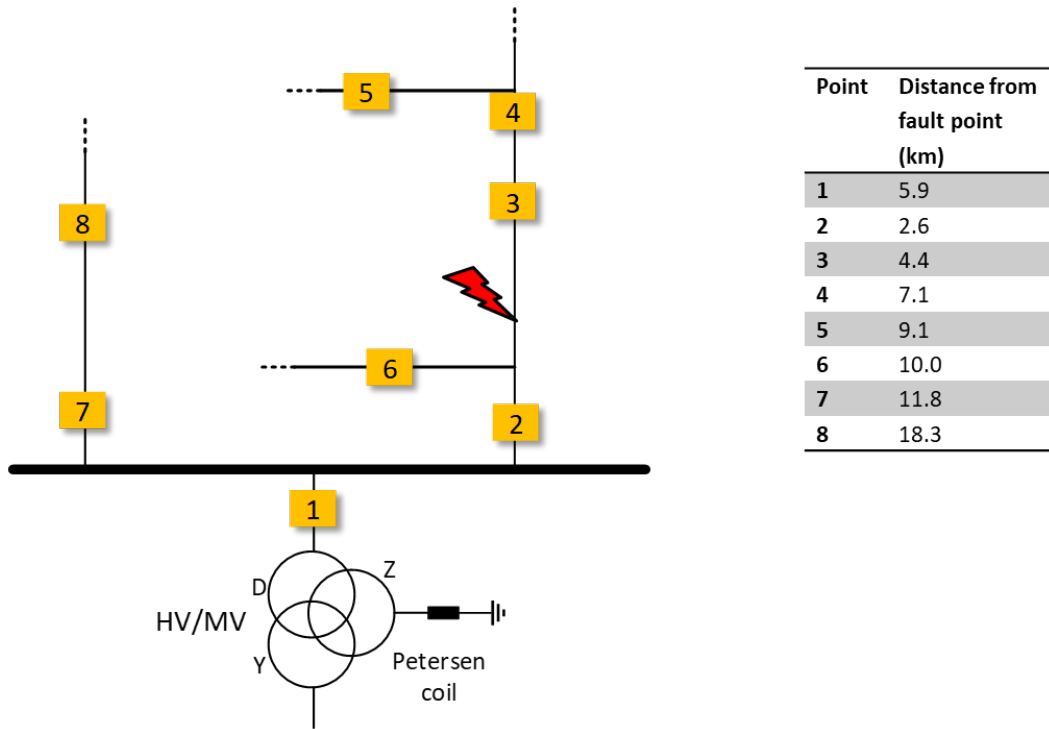 5
4
8
3
6
7
2
1
D
Z
HV/MV
Y
Petersen
coil
Point Distance from
fault point
(km)
1 5.9
2 2.6
3 4.4
4 7.1
5 9.1
6 10.0
7 11.8
8 18.3